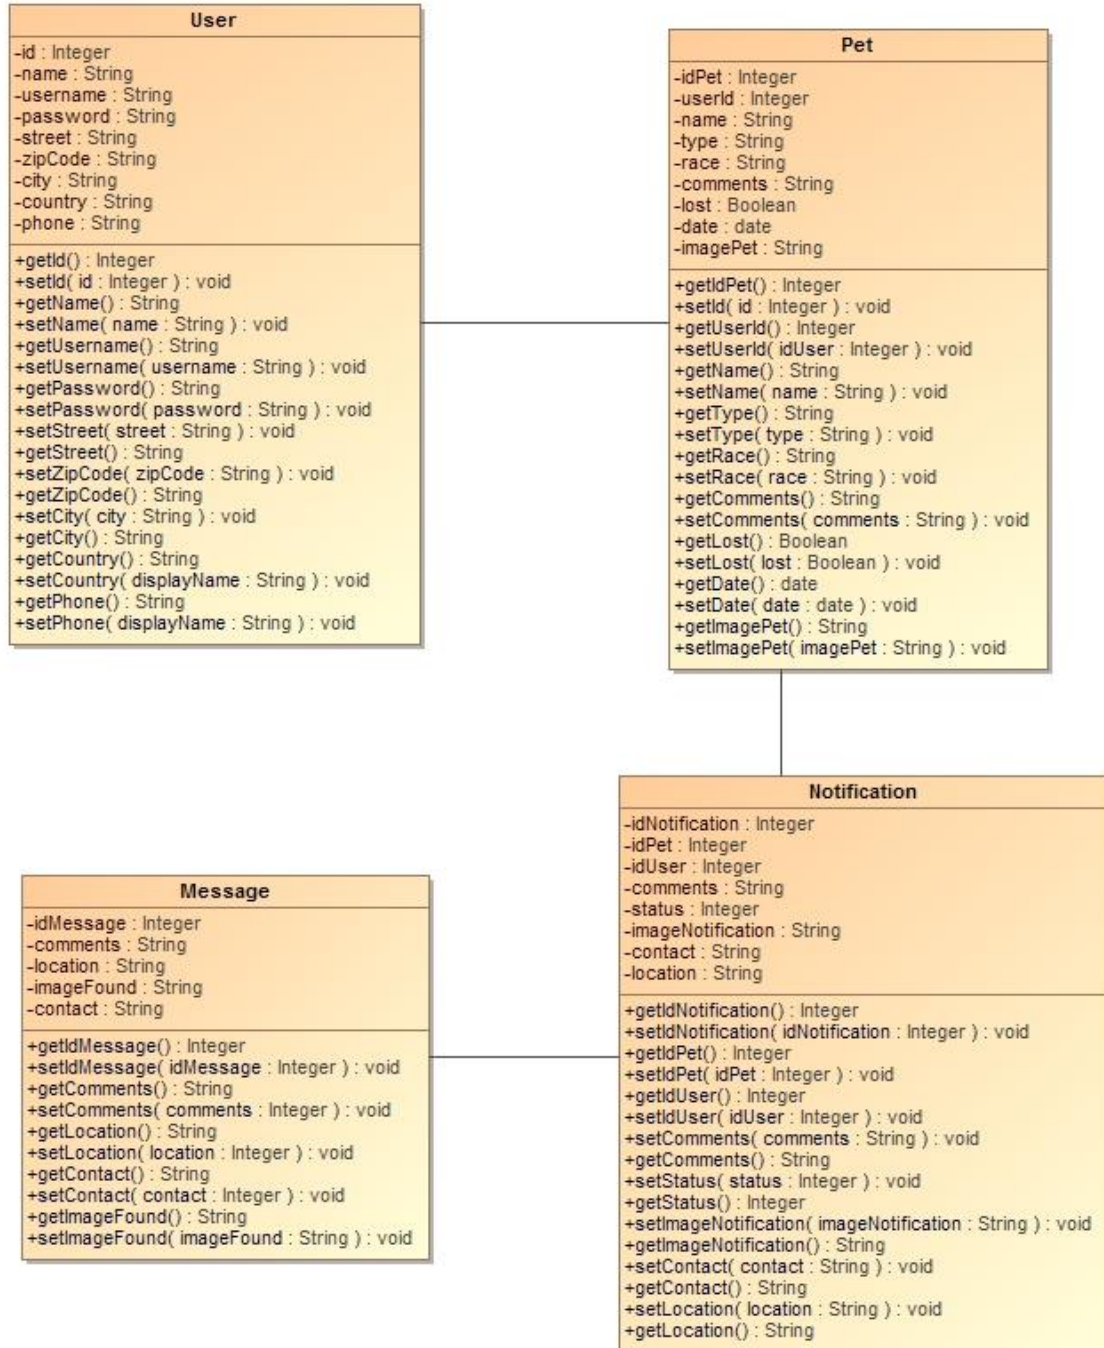 User
-id : Integer
-name : String
-username : String
-password : String
-street : String
-zipCode : String
-city : String
-country : String
-phone : String
+getId() : Integer
+setId( id : Integer ) : void
+getName() : String
+setName( name : String ) : void
+getUsername() : String
+setUsername( username : String ) : void
+getPassword() : String
+setPassword( password : String ) : void
+setStreet( street : String ) : void
+getStreet() : String
+setZipCode( zipCode : String ) : void
+getZipCode() : String
+setCity( city : String ) : void
+getCity() : String
+getCountry() : String
+setCountry( displayName : String ) : void
+getPhone() : String
+setPhone( displayName : String ) : void
Pet
-idPet : Integer
-userId : Integer
-name : String
-type : String
-race : String
-comments : String
-lost : Boolean
-date : date
-imagePet : String
+getIdPet() : Integer
+setId( id : Integer ) : void
+getUserId() : Integer
+setUserId( idUser : Integer ) : void
+getName() : String
+setName( name : String ) : void
+getType() : String
+setType( type : String ) : void
+getRace() : String
+setRace( race : String ) : void
+getComments() : String
+setComments( comments : String ) : void
+getLost() : Boolean
+setLost( lost : Boolean ) : void
+getDate() : date
+setDate( date : date ) : void
+getImagePet() : String
+setImagePet( imagePet : String ) : void
Message
-idMessage : Integer
-comments : String
-location : String
-imageFound : String
-contact : String
+getIdMessage() : Integer
+setIdMessage( idMessage : Integer ) : void
+getComments() : String
+setComments( comments : Integer ) : void
+getLocation() : String
+setLocation( location : Integer ) : void
+getContact() : String
+setContact( contact : Integer ) : void
+getImageFound() : String
+setImageFound( imageFound : String ) : void
Notification
-idNotification : Integer
-idPet : Integer
-idUser : Integer
-comments : String
-status : Integer
-imageNotification : String
-contact : String
-location : String
+getIdNotification() : Integer
+setIdNotification( idNotification : Integer ) : void
+getIdPet() : Integer
+setIdPet( idPet : Integer ) : void
+getIdUser() : Integer
+setIdUser( idUser : Integer ) : void
+setComments( comments : String ) : void
+getComments() : String
+setStatus( status : Integer ) : void
+getStatus() : Integer
+setImageNotification( imageNotification : String ) : void
+getImageNotification() : String
+setContact( contact : String ) : void
+getContact() : String
+setLocation( location : String ) : void
+getLocation() : String